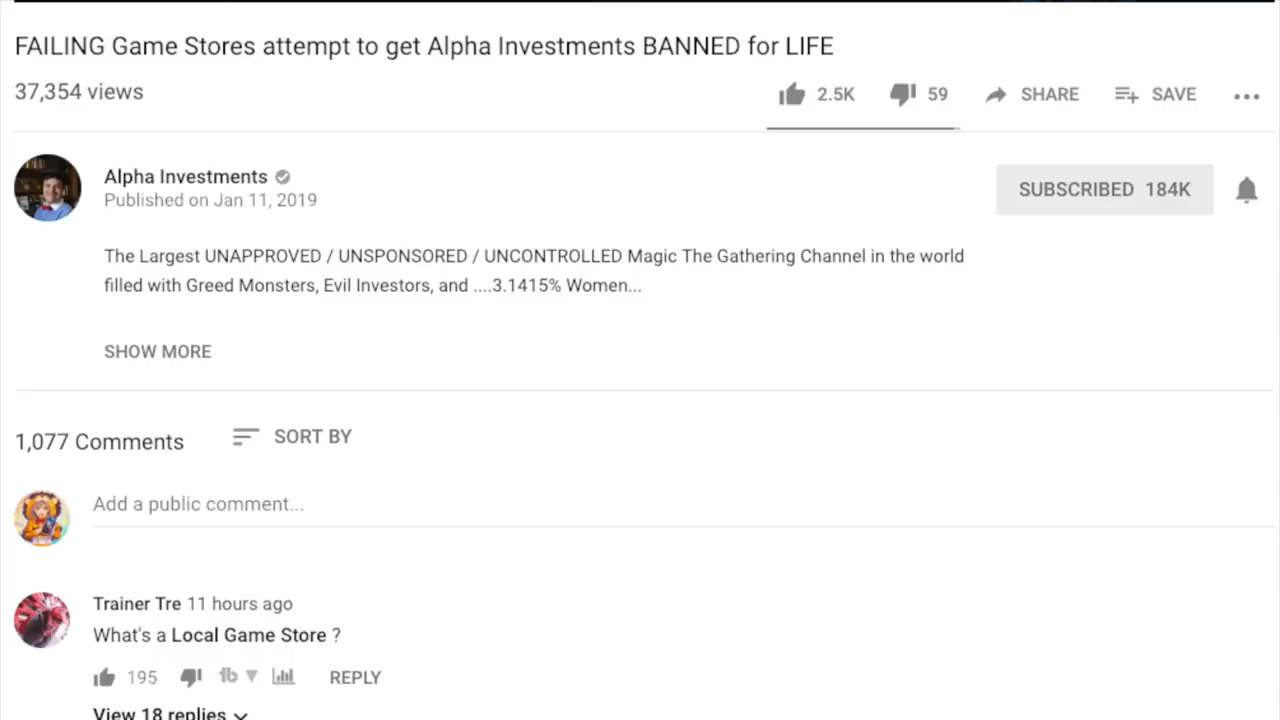 FAILING Game Stores attempt to get Alpha Investments BANNED for LIFE
37,354 views
2.5K 59 SHARE SAVE
Alpha Investments
Published on Jan 11, 2019
SUBSCRIBED 184K
The Largest UNAPPROVED / UNSPONSORED / UNCONTROLLED Magic The Gathering Channel in the world
filled with Greed Monsters, Evil Investors, and ....3.1415% Women...
SHOW MORE
1,077 Comments SORT BY
Add a public comment...
Trainer Tre 11 hours ago
What's a Local Game Store ?
195 tb REPLY
View 18 replies